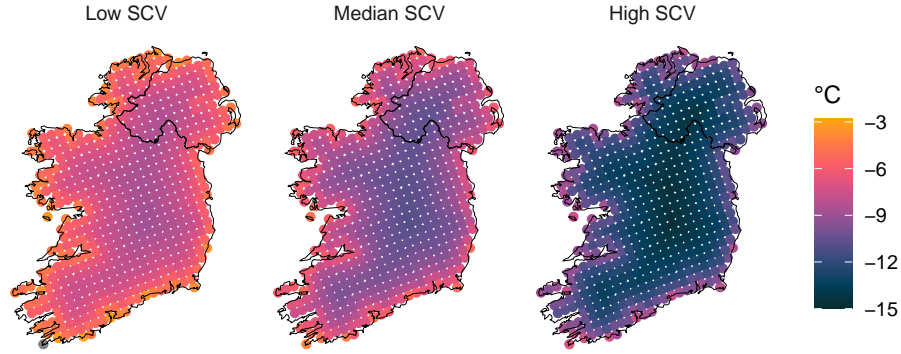 Low SCV
Median SCV
High SCV
°C
−3
−6
−9
−12
−15